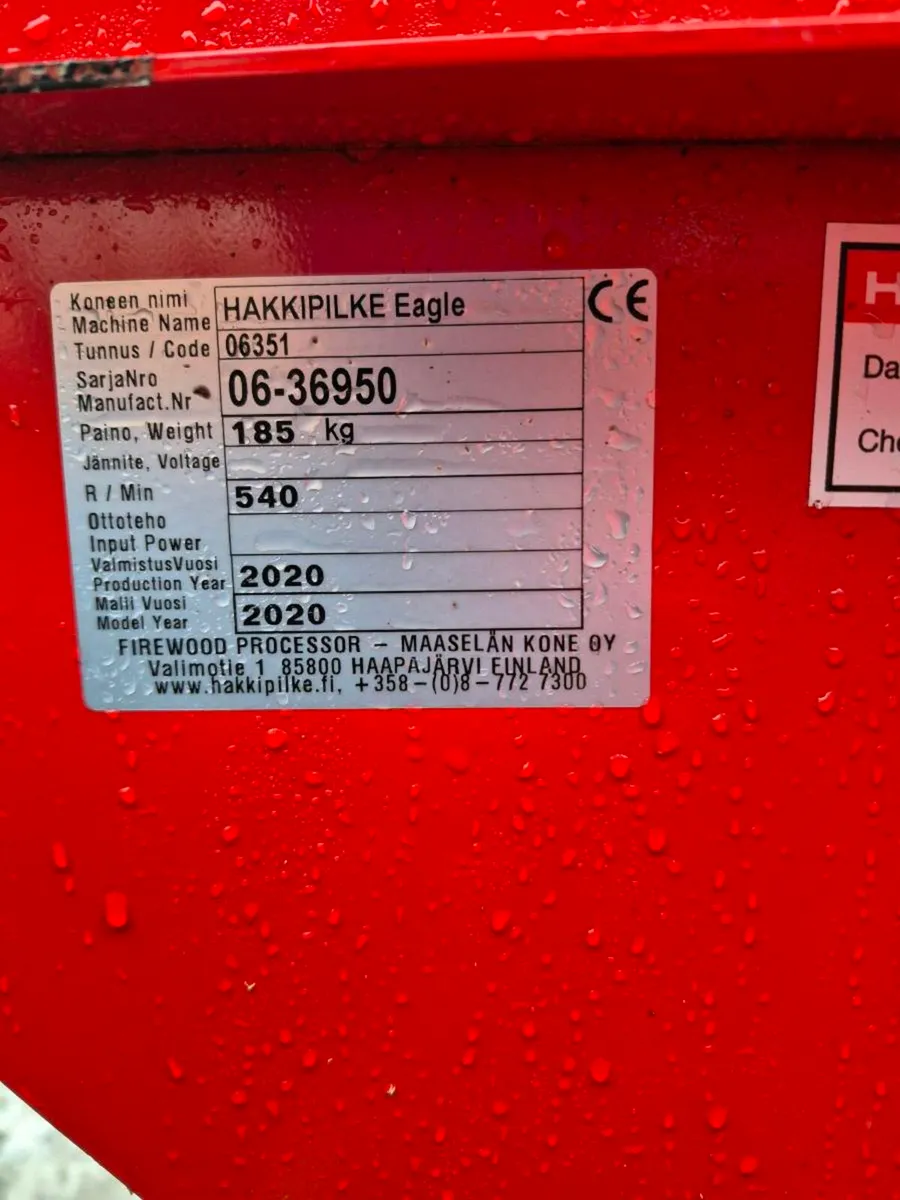 Koneen nimi
Machine Name
HAKKIPILKE Eagle
CE
Tunnus / Code
06351
SarjaNro
Manufact.Nr
06-36950
Paino, Weight
185 kg
Jännite, Voltage
R / Min
540
Ottoteho
Input Power
ValmistusVuosi
Production Year
2020
Malli Vuosi
Model Year
2020
FIREWOOD PROCESSOR – MAASELÄN KONE OY
Valimotie 1 85800 HAAPAJÄRVI FINLAND
www.hakkipilke.fi, +358–(0)8–772 7300
H
Da
Che